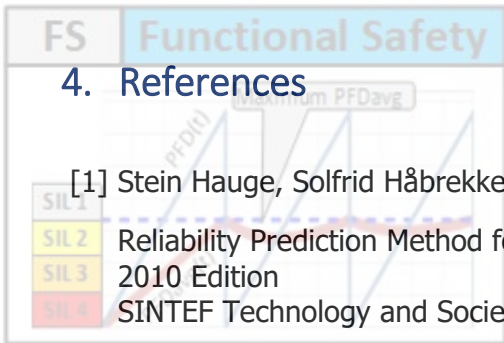 FS Functional Safety
4. References
Maximum PFDavg
PFD(t)
[1] Stein Hauge, Solfrid Håbrekke
SIL 1
SIL 2 Reliability Prediction Method f
SIL 3 2010 Edition
SIL 4 SINTEF Technology and Socie